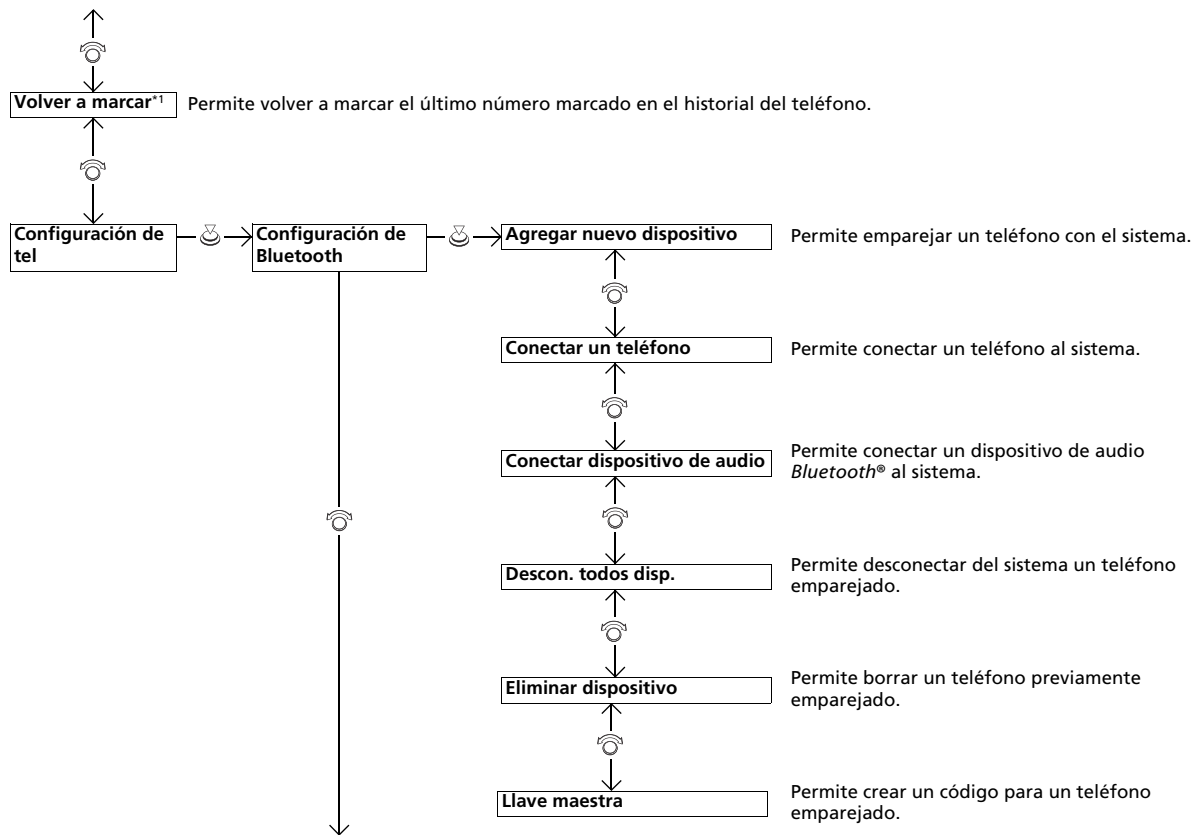 Volver a marcar*1 Permite volver a marcar el último número marcado en el historial del teléfono.
Configuración de
tel
Configuración de
Bluetooth
Agregar nuevo dispositivo Permite emparejar un teléfono con el sistema.
Conectar un teléfono Permite conectar un teléfono al sistema.
Conectar dispositivo de audio Permite conectar un dispositivo de audio
Bluetooth® al sistema.
Descon. todos disp. Permite desconectar del sistema un teléfono
emparejado.
Eliminar dispositivo Permite borrar un teléfono previamente
emparejado.
Llave maestra Permite crear un código para un teléfono
emparejado.